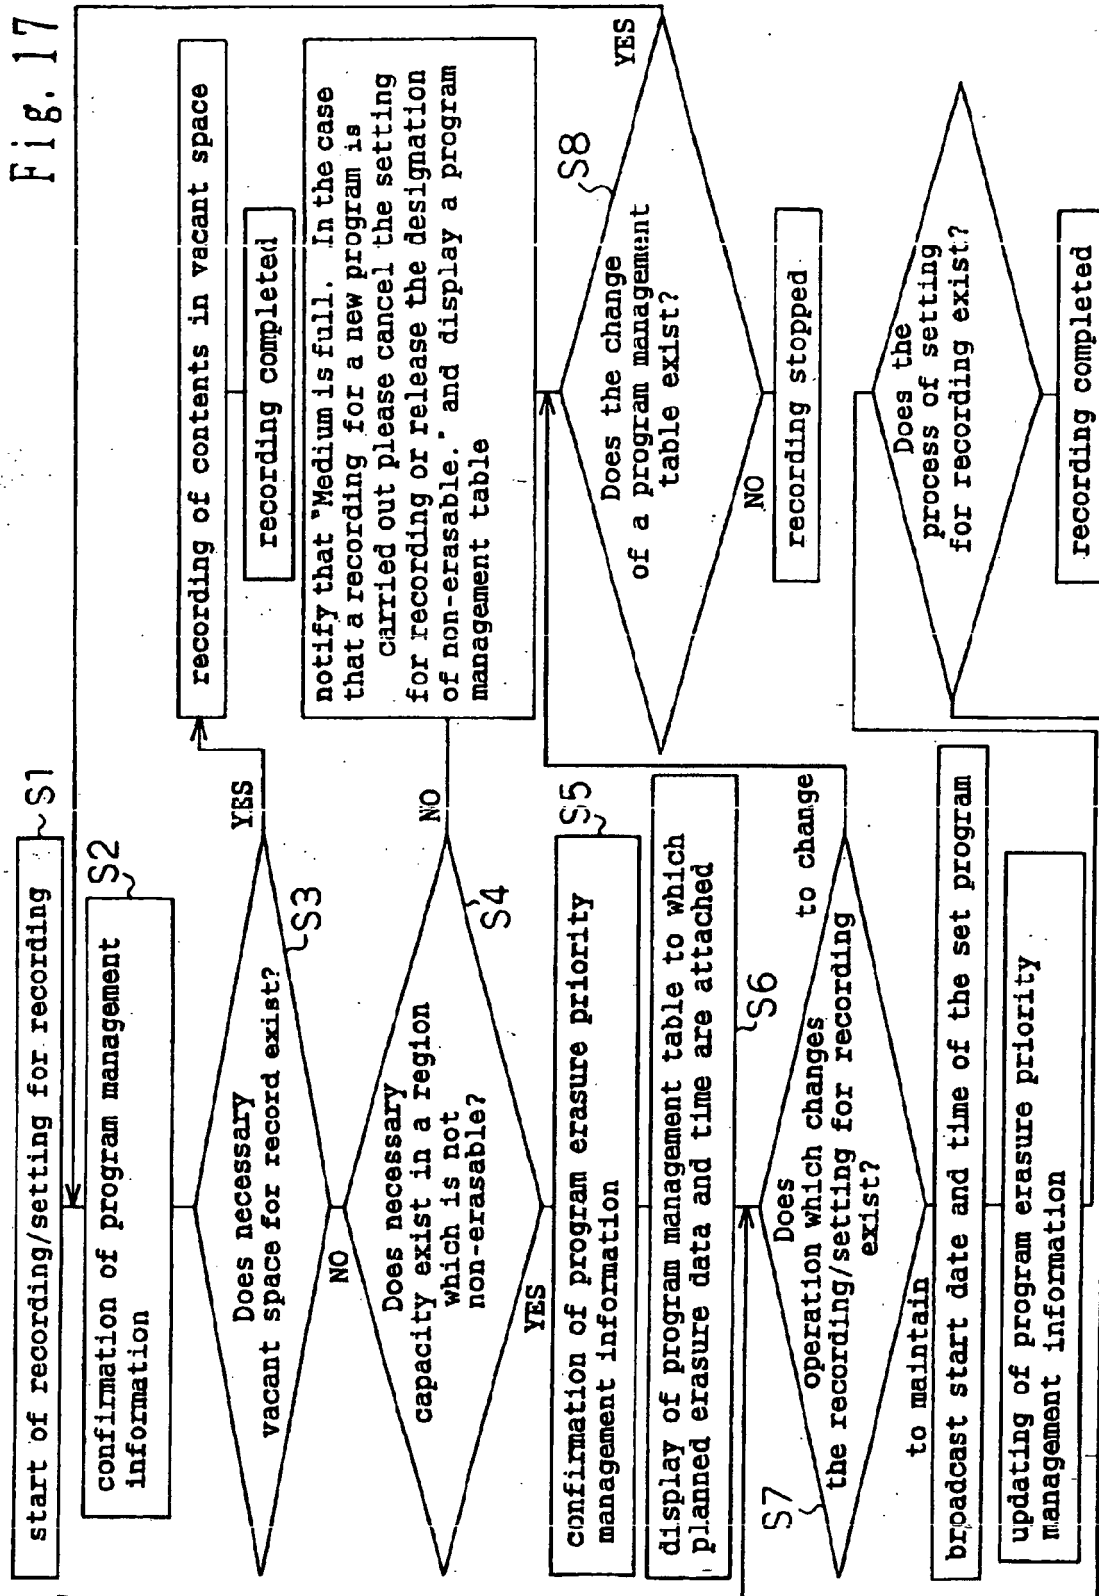 Fig. 17
start of recording/setting for recording
S1
confirmation of program management
information
S2
Does necessary
vacant space for record exist?
S3
YES
NO
recording of contents in vacant space
recording completed
Does necessary
capacity exist in a region
which is not
non-erasable?
S4
NO
YES
notify that "Medium is full. In the case
that a recording for a new program is
carried out please cancel the setting
for recording or release the designation
of non-erasable." and display a program
management table
confirmation of program erasure priority
management information
S5
display of program management table to which
planned erasure data and time are attached
S6
Does
operation which changes
the recording/setting for recording
exist?
S7
to change
to maintain
Does the change
of a program management
table exist?
S8
YES
NO
recording stopped
broadcast start date and time of the set program
updating of program erasure priority
management information
Does the
process of setting
for recording exist?
recording completed